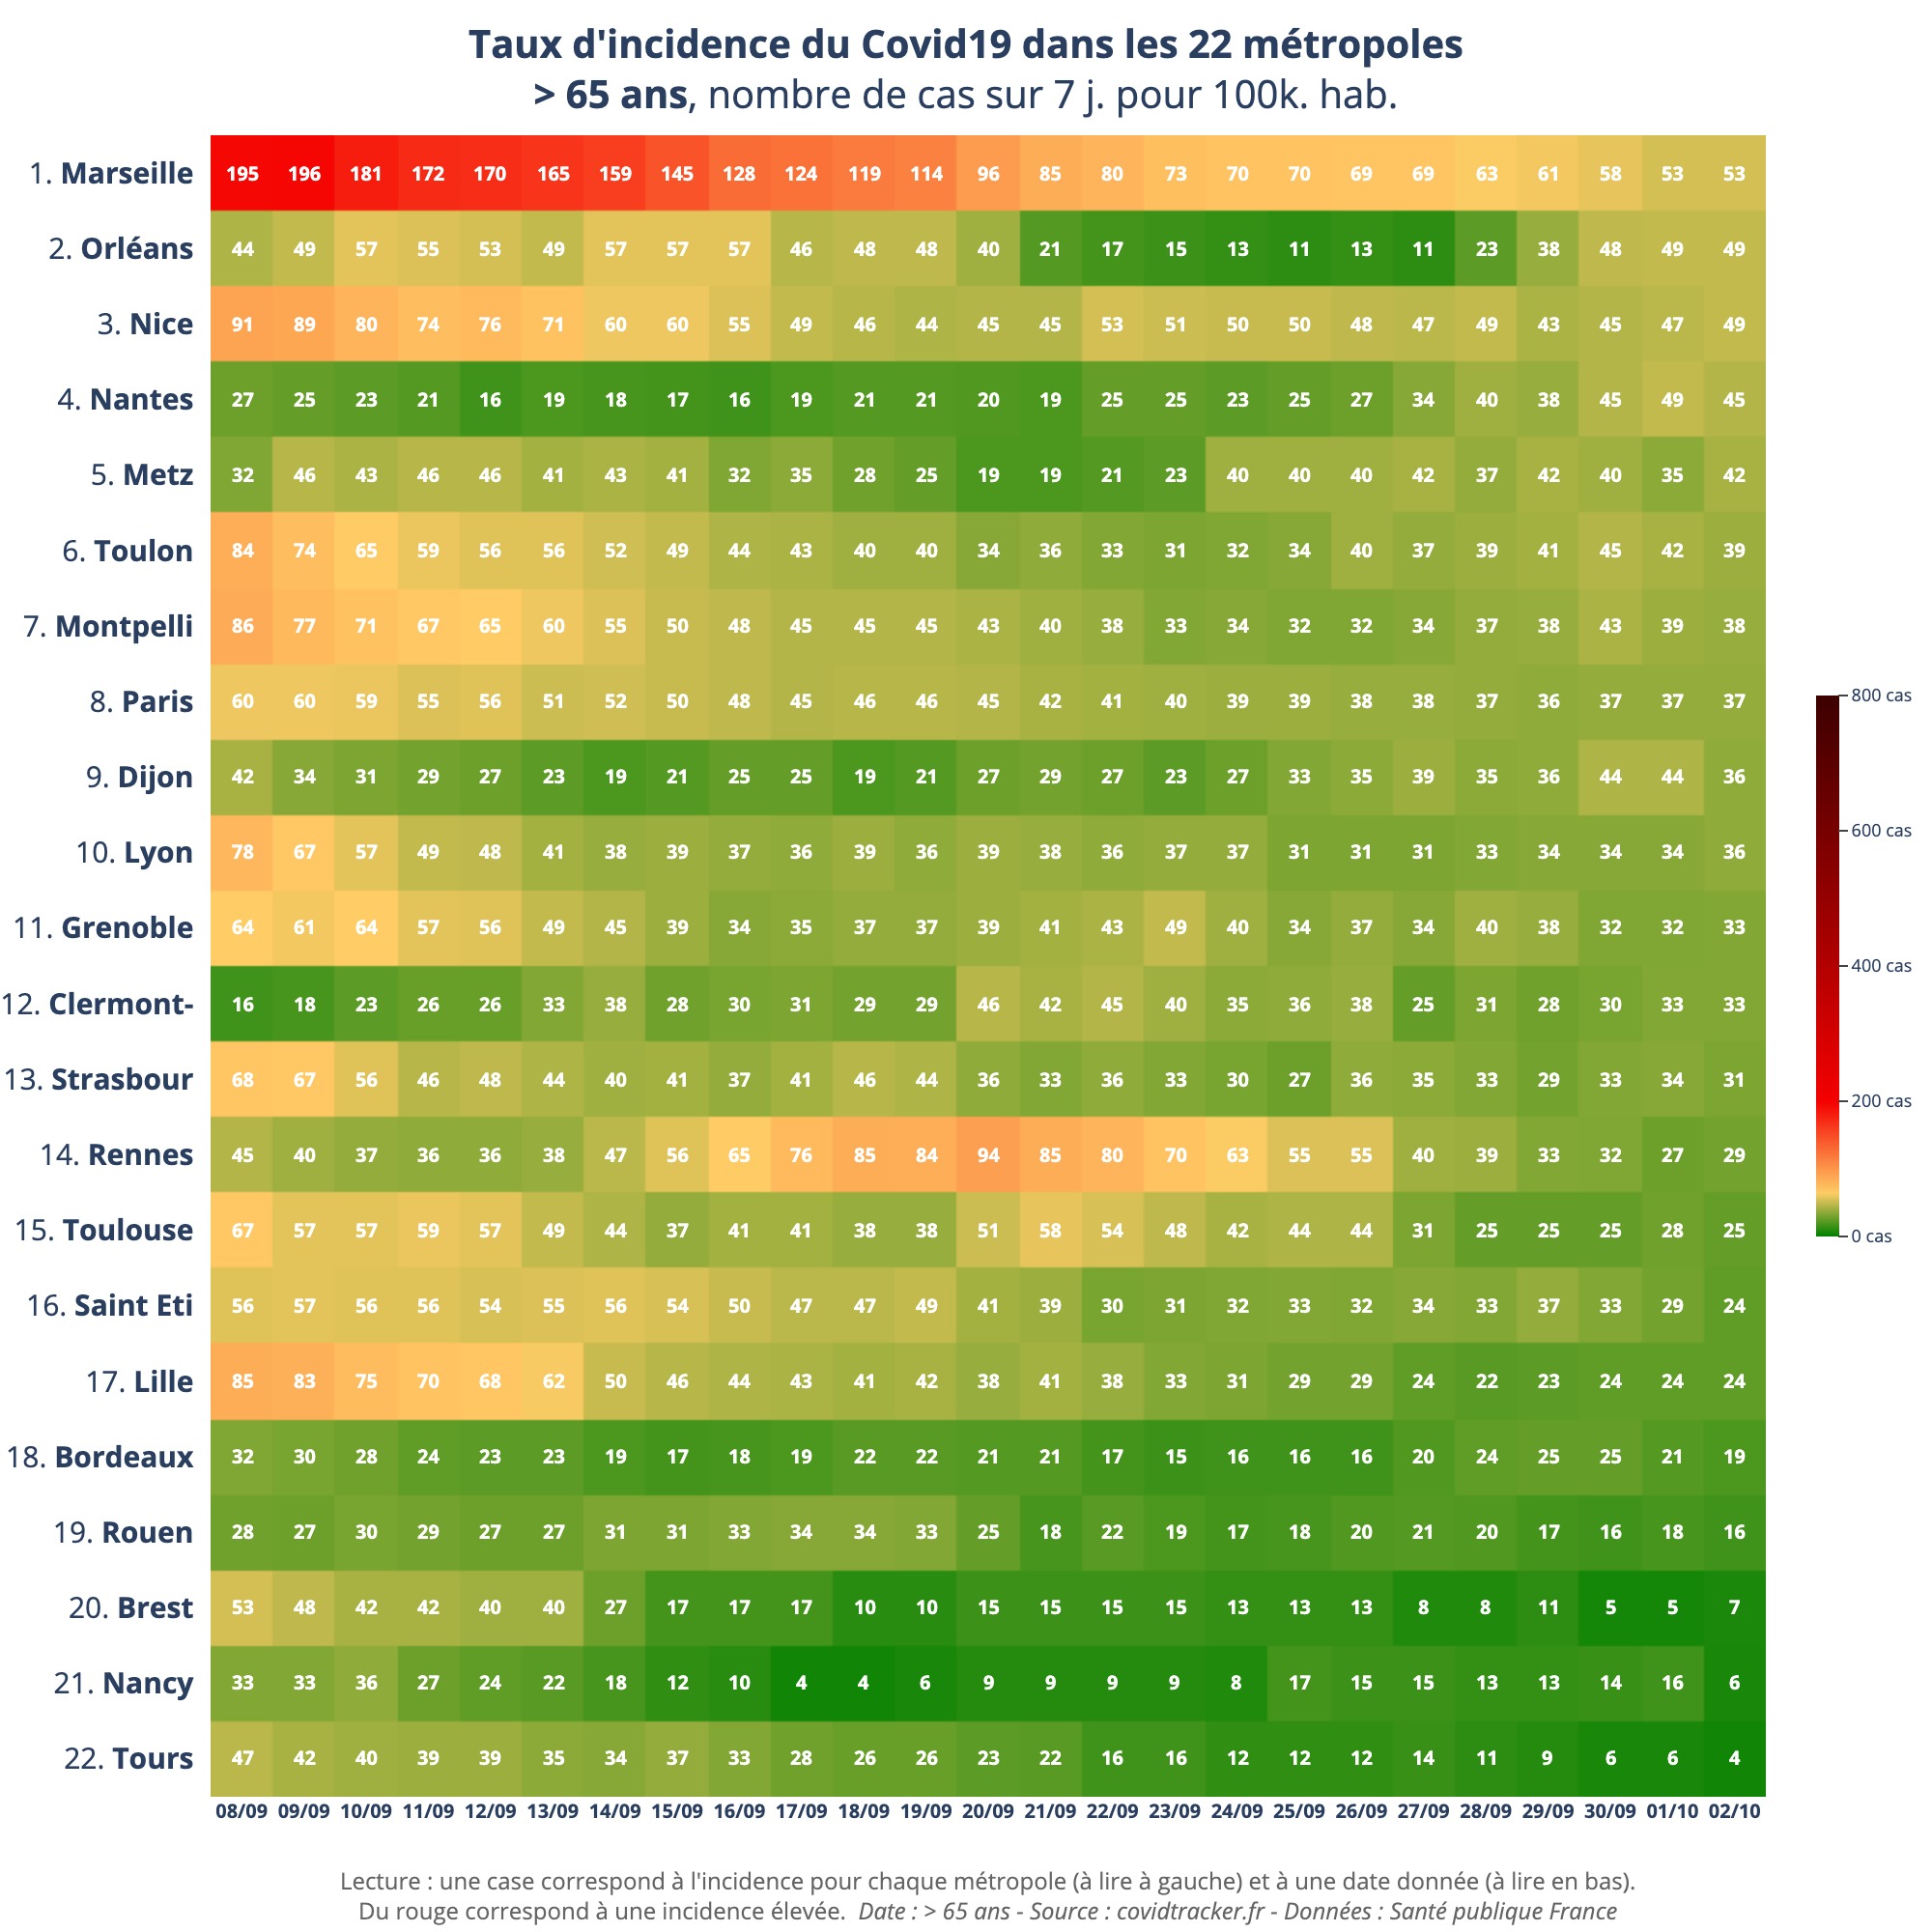 Taux d'incidence du Covid19 dans les 22 métropoles
> 65 ans, nombre de cas sur 7 j. pour 100k. hab.
1. Marseille 195 196 181 172 170 165 159 145 128 124 119 114 96 85 80 73 70 70 69 69 63 61 58 53 53
2. Orléans 44 49 57 55 53 49 57 57 57 46 48 48 40 21 17 15 13 11 13 11 23 38 48 49 49
3. Nice 91 89 80 74 76 71 60 60 55 49 46 44 45 45 53 51 50 50 48 47 49 43 45 47 49
4. Nantes 27 25 23 21 16 19 18 17 16 19 21 21 20 19 25 25 23 25 27 34 40 38 45 49 45
5. Metz 32 46 43 46 46 41 43 41 32 35 28 25 19 19 21 23 40 40 40 42 37 42 40 35 42
6. Toulon 84 74 65 59 56 56 52 49 44 43 40 40 34 36 33 31 32 34 40 37 39 41 45 42 39
7. Montpelli 86 77 71 67 65 60 55 50 48 45 45 45 43 40 38 33 34 32 32 34 37 38 43 39 38
8. Paris 60 60 59 55 56 51 52 50 48 45 46 46 45 42 41 40 39 39 38 38 37 36 37 37 37
9. Dijon 42 34 31 29 27 23 19 21 25 25 19 21 27 29 27 23 27 33 35 39 35 36 44 44 36
10. Lyon 78 67 57 49 48 41 38 39 37 36 39 36 39 38 36 37 37 31 31 31 33 34 34 34 36
11. Grenoble 64 61 64 57 56 49 45 39 34 35 37 37 39 41 43 49 40 34 37 34 40 38 32 32 33
12. Clermont- 16 18 23 26 26 33 38 28 30 31 29 29 46 42 45 40 35 36 38 25 31 28 30 33 33
13. Strasbour 68 67 56 46 48 44 40 41 37 41 46 44 36 33 36 33 30 27 36 35 33 29 33 34 31
14. Rennes 45 40 37 36 36 38 47 56 65 76 85 84 94 85 80 70 63 55 55 40 39 33 32 27 29
15. Toulouse 67 57 57 59 57 49 44 37 41 41 38 38 51 58 54 48 42 44 44 31 25 25 25 28 25
16. Saint Eti 56 57 56 56 54 55 56 54 50 47 47 49 41 39 30 31 32 33 32 34 33 37 33 29 24
17. Lille 85 83 75 70 68 62 50 46 44 43 41 42 38 41 38 33 31 29 29 24 22 23 24 24 24
18. Bordeaux 32 30 28 24 23 23 19 17 18 19 22 22 21 21 17 15 16 16 16 20 24 25 25 21 19
19. Rouen 28 27 30 29 27 27 31 31 33 34 34 33 25 18 22 19 17 18 20 21 20 17 16 18 16
20. Brest 53 48 42 42 40 40 27 17 17 17 10 10 15 15 15 15 13 13 13 8 8 11 5 5 7
21. Nancy 33 33 36 27 24 22 18 12 10 4 4 6 9 9 9 9 8 17 15 15 13 13 14 16 6
22. Tours 47 42 40 39 39 35 34 37 33 28 26 26 23 22 16 16 12 12 12 14 11 9 6 6 4
08/09 09/09 10/09 11/09 12/09 13/09 14/09 15/09 16/09 17/09 18/09 19/09 20/09 21/09 22/09 23/09 24/09 25/09 26/09 27/09 28/09 29/09 30/09 01/10 02/10
800 cas
600 cas
400 cas
200 cas
0 cas
Lecture : une case correspond à l'incidence pour chaque métropole (à lire à gauche) et à une date donnée (à lire en bas).
Du rouge correspond à une incidence élevée. Date : > 65 ans - Source : covidtracker.fr - Données : Santé publique France